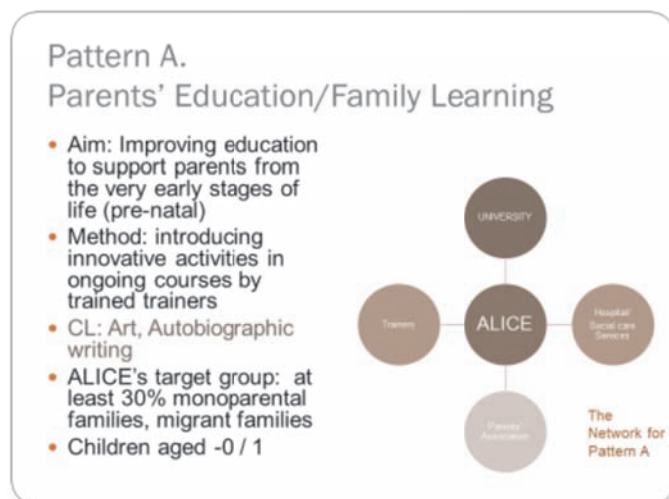 Pattern A.
Parents' Education/Family Learning
• Aim: Improving education
to support parents from
the very early stages of
life (pre-natal)
• Method: introducing
innovative activities in
ongoing courses by
trained trainers
• CL: Art, Autobiographic
writing
• ALICE's target group: at
least 30% monoparental
families, migrant families
• Children aged -0 / 1
UNIVERSITY
Trainers
ALICE
Hospital/
Social care
Services
Parents'
Association
The
Network for
Pattern A